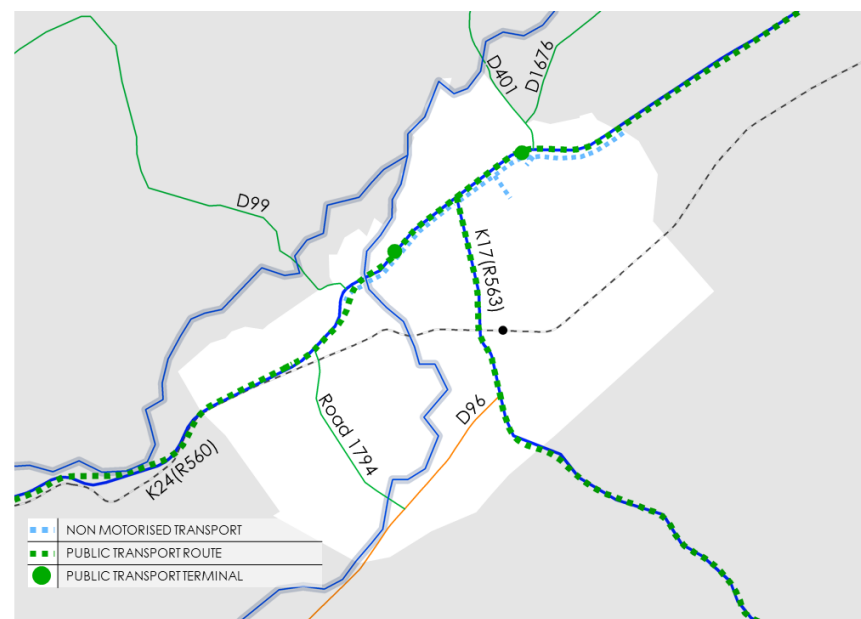 D401
D1676
D99
K17(R563)
D96
Road 1794
K24(R560)
NON MOTORISED TRANSPORT
PUBLIC TRANSPORT ROUTE
PUBLIC TRANSPORT TERMINAL